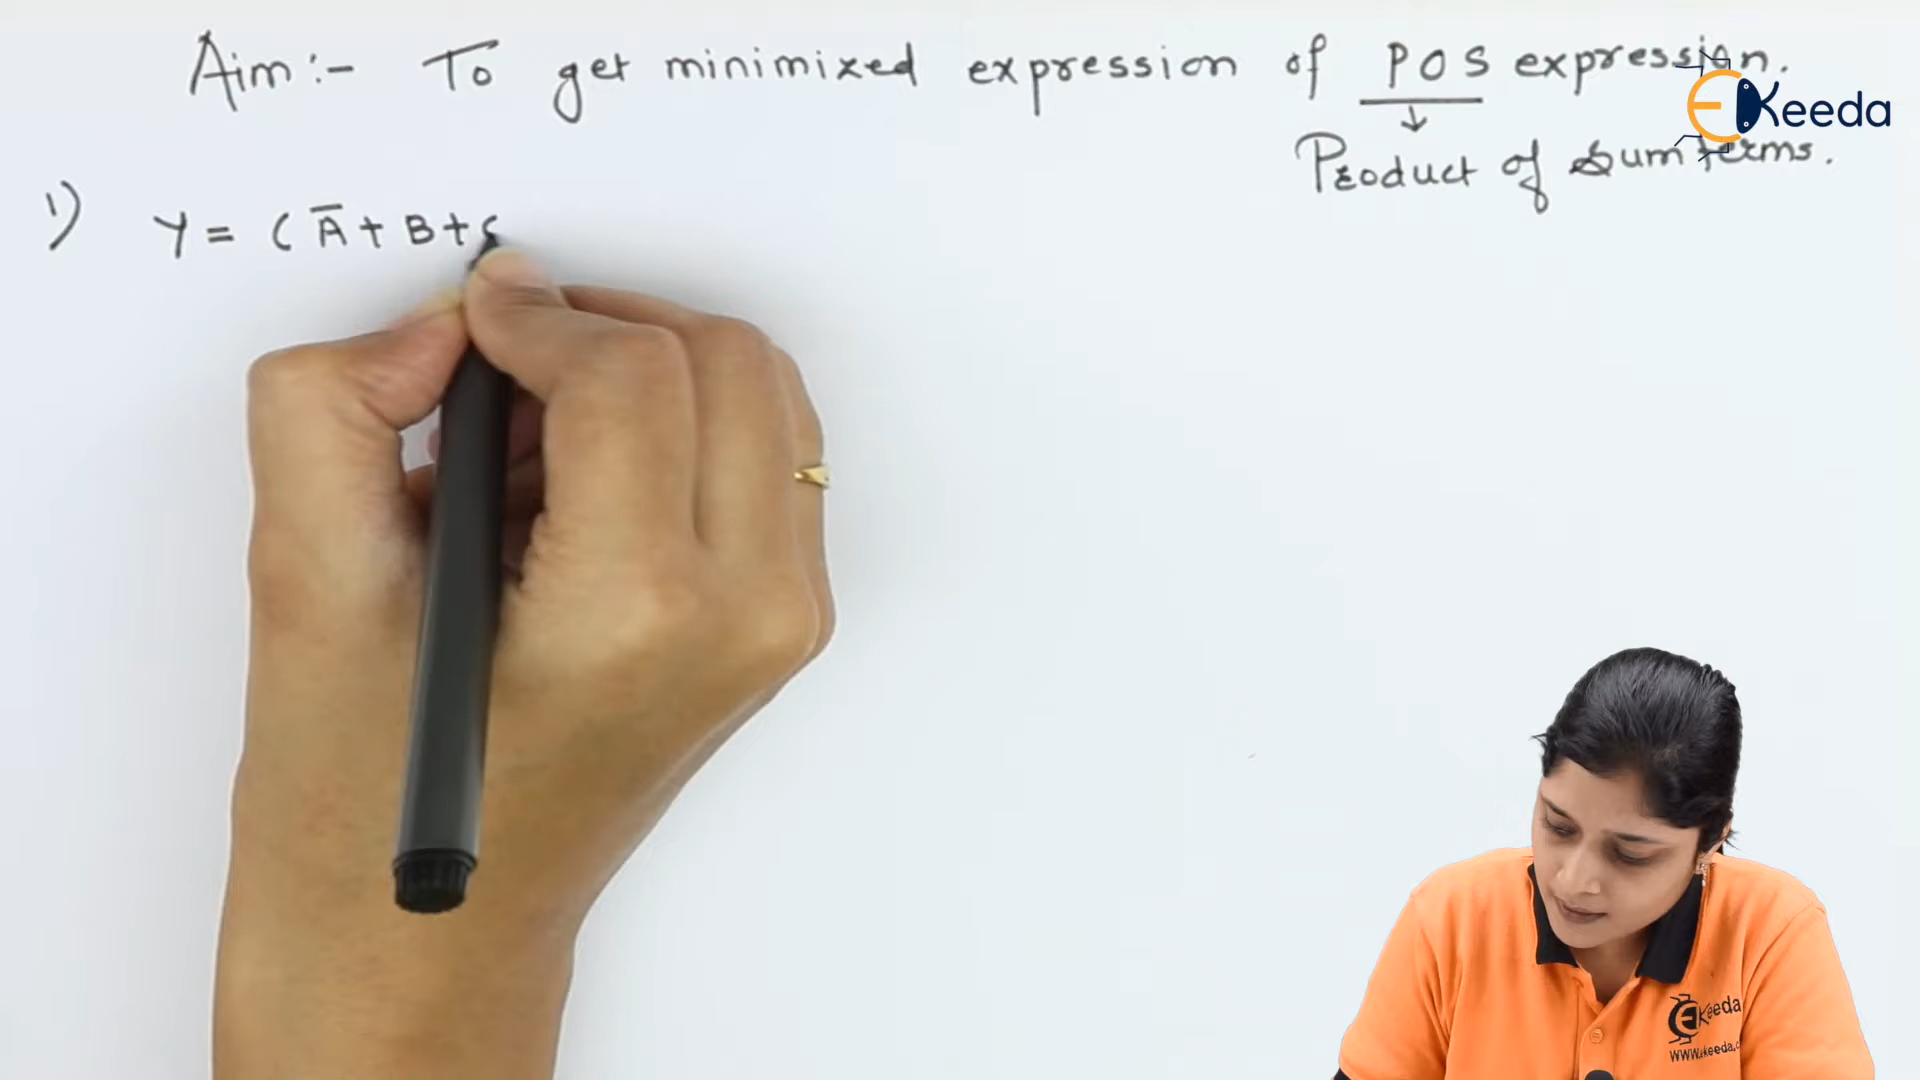 Aim:- To get minimized expression of POS expression.
Keeda
↓
Product of Sum terms.
1) Y = ( A̅ + B + C
Keeda